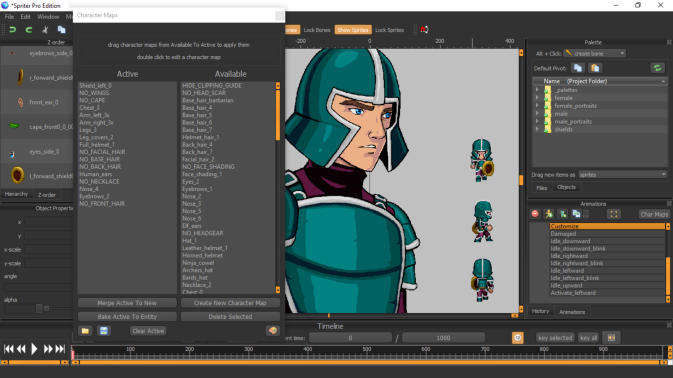 *Spriter Pro Edition
File Edit Window M
Character Maps
Z-order
eyebrows_side_0
r_forward_shield
front_ear_0
cape_front0_0_00
eyes_side_0
l_forward_shield
Hierarchy Z-order
Object Properti
x
y
x-scale
y-scale
angle
alpha
drag character maps from Available To Active to apply them
double click to edit a character map
Active
Shield_left_0
NO_WINGS
NO_CAPE
Chest_3
Arm_left_3x
Arm_right_3x
Legs_3
Leg_covers_2
Full_helmet_1
NO_FACIAL_HAIR
NO_BASE_HAIR
NO_BACK_HAIR
Human_ears
NO_NECKLACE
Nose_4
Eyebrows_2
NO_FRONT_HAIR
Available
HIDE_CLIPPING_GUIDE
NO_HEAD_SCAR
Base_hair_barbarian
Base_hair_4
Base_hair_5
Base_hair_6
Base_hair_7
Helmet_hair_1
Back_hair_4
Back_hair_7
Facial_hair_2
NO_FACE_SHADING
Face_shading_1
Eyes_2
Eyebrows_1
Nose_2
Nose_3
Nose_5
Nose_6
Elf_ears
NO_HEADGEAR
Hat_1
Leather_helmet_1
Horned_helmet
Ninja_cowel
Archers_hat
Bards_hat
Necklace_2
Chest_0
Merge Active To New
Create New Character Map
Bake Active To Entity
Delete Selected
Clear Active
ones Lock Bones Show Sprites Lock Sprites
-200 0 200
Palette
Alt + Click: create bone
Default Pivot:
Name (Project Folder)
_palettes
female
female_portraits
male
male_portraits
shields
Drag new items as sprites
Files Objects
Animations
Char Maps
Customize
Damaged
Idle_downward
Idle_downward_blink
Idle_rightward
Idle_rightward_blink
Idle_leftward
Idle_leftward_blink
Idle_upward
Activate_leftward
History Animations
Timeline
ent time: 0 / 1000
key selected key all
100 200 300 400 500 600 700 800 900